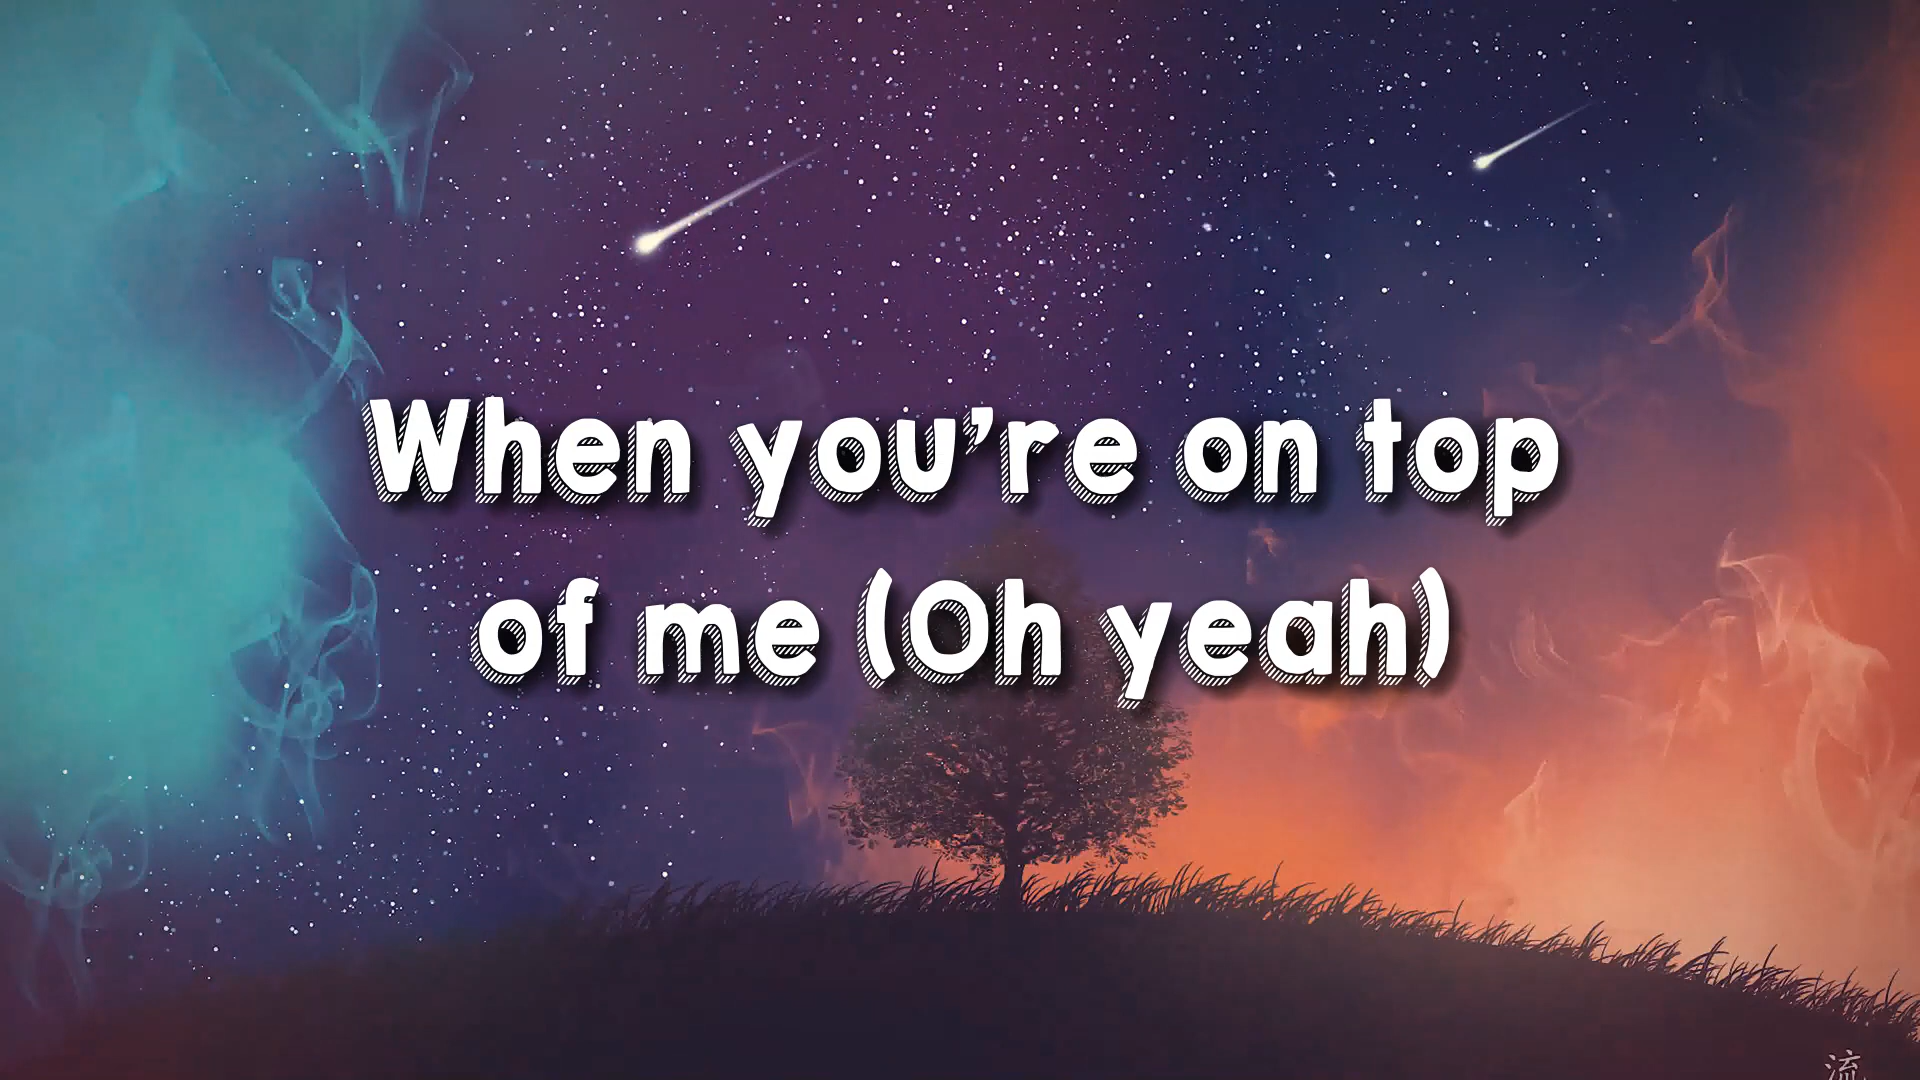 When you're on top
of me (Oh yeah)
流